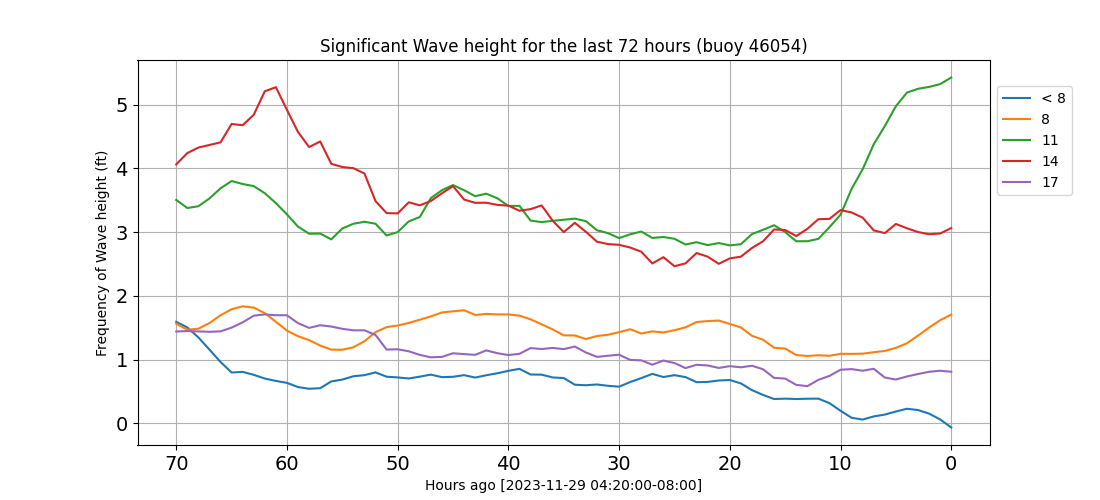 Significant Wave height for the last 72 hours (buoy 46054)
Frequency of Wave height (ft)
5
4
3
2
1
0
70 60 50 40 30 20 10 0
Hours ago [2023-11-29 04:20:00-08:00]
< 8
8
11
14
17